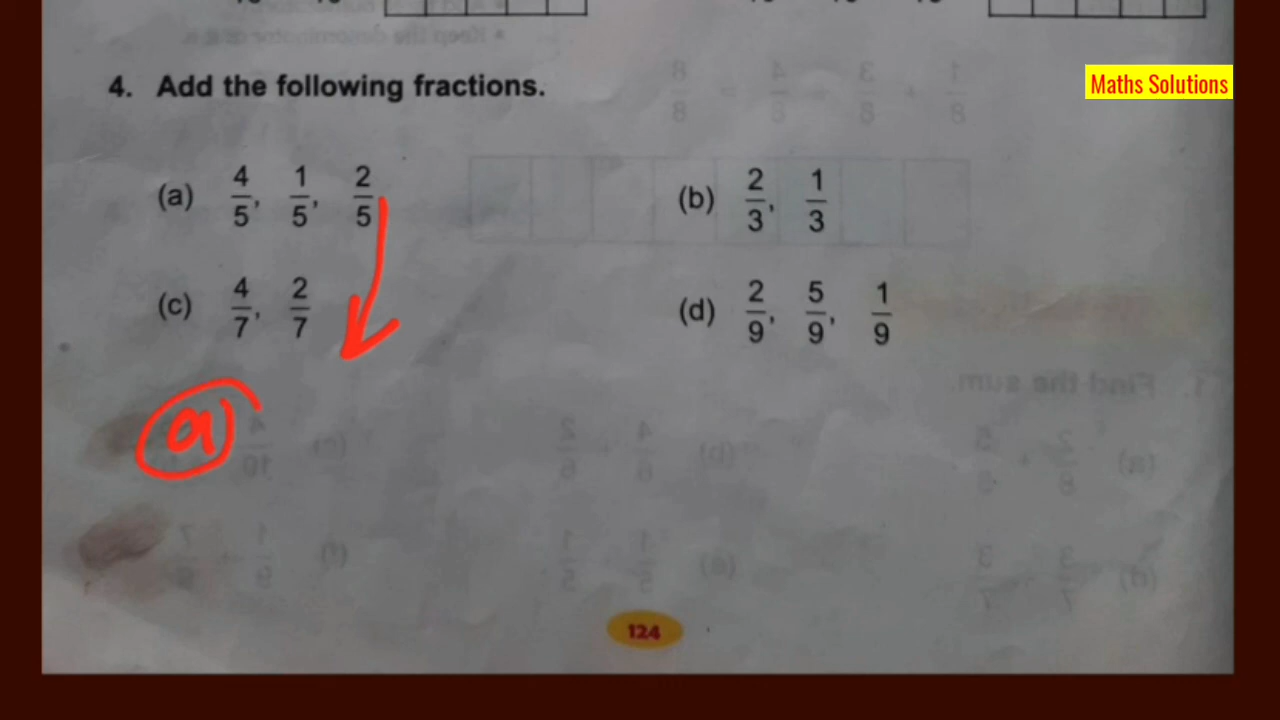 Maths Solutions
4. Add the following fractions.
(a) 4/5, 1/5, 2/5
(b) 2/3, 1/3
(c) 4/7, 2/7
(d) 2/9, 5/9, 1/9
a)
124